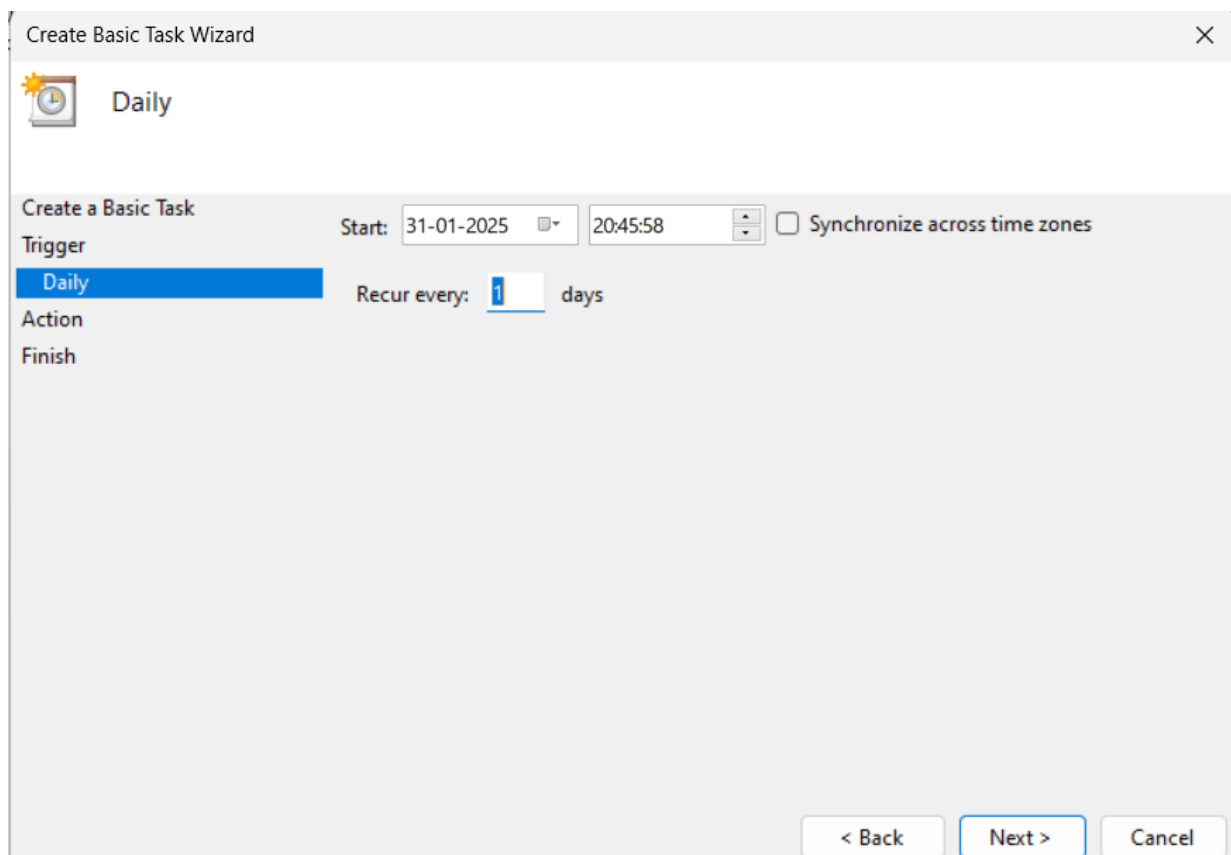 Create Basic Task Wizard
Daily
Create a Basic Task
Trigger
Daily
Action
Finish
Start: 31-01-2025 20:45:58 Synchronize across time zones
Recur every: 1 days
< Back Next > Cancel